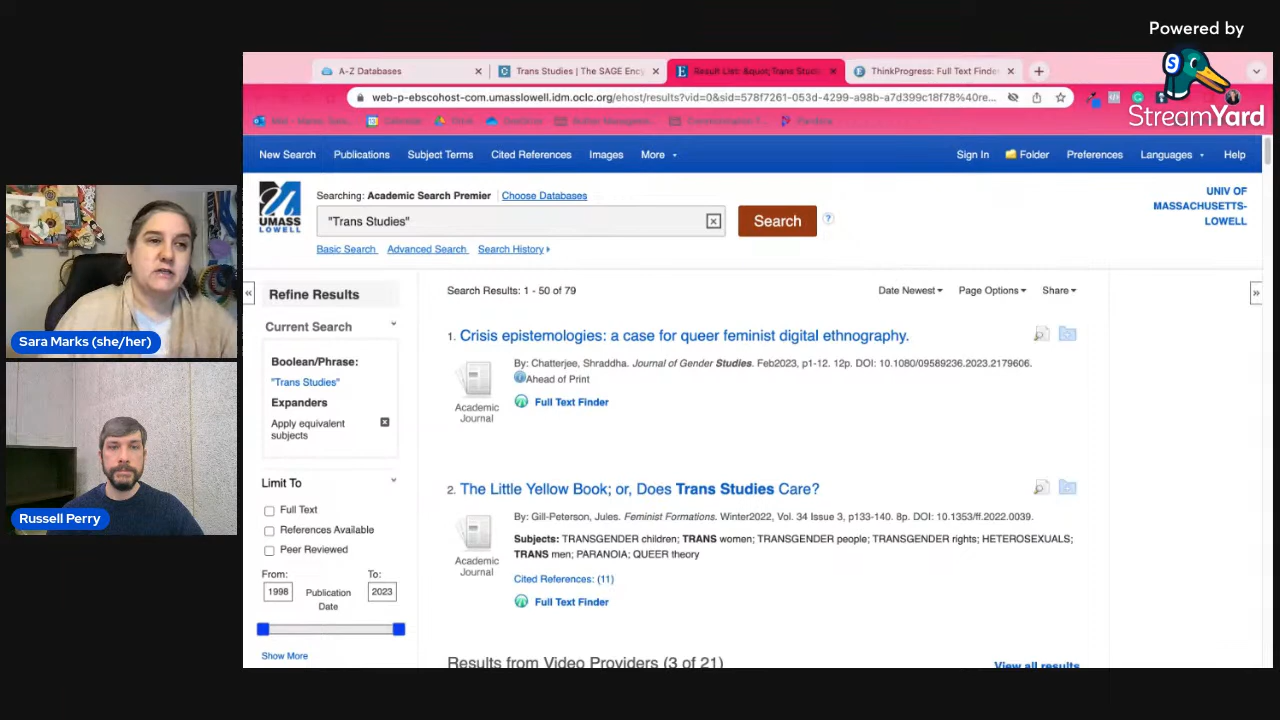 Powered by
StreamYard
A-Z Databases
Trans Studies | The SAGE Ency
Result List: &quot;Trans Studi
ThinkProgress: Full Text Finde
web-p-ebscohost-com.umasslowell.idm.oclc.org/ehost/results?vid=0&sid=578f7261-053d-4299-a98b-a7d399c18f78%40re...
Calendar
New Search Publications Subject Terms Cited References Images More
Sign In Folder Preferences Languages Help
UMASS
LOWELL
Searching: Academic Search Premier Choose Databases
"Trans Studies"
Search
Basic Search Advanced Search Search History
UNIV OF
MASSACHUSETTS-
LOWELL
Refine Results
Current Search
Boolean/Phrase:
"Trans Studies"
Expanders
Apply equivalent
subjects
Limit To
Full Text
References Available
Peer Reviewed
From: To:
1998 Publication Date 2023
Show More
Search Results: 1 - 50 of 79
Date Newest Page Options Share
1. Crisis epistemologies: a case for queer feminist digital ethnography.
By: Chatterjee, Shraddha. Journal of Gender Studies. Feb2023, p1-12. 12p. DOI: 10.1080/09589236.2023.2179606.
Ahead of Print
Academic
Journal
Full Text Finder
2. The Little Yellow Book; or, Does Trans Studies Care?
By: Gill-Peterson, Jules. Feminist Formations. Winter2022, Vol. 34 Issue 3, p133-140. 8p. DOI: 10.1353/ff.2022.0039.
Subjects: TRANSGENDER children; TRANS women; TRANSGENDER people; TRANSGENDER rights; HETEROSEXUALS;
TRANS men; PARANOIA; QUEER theory
Academic
Journal
Cited References: (11)
Full Text Finder
Results from Video Providers (3 of 21)
View all results
Sara Marks (she/her)
Russell Perry